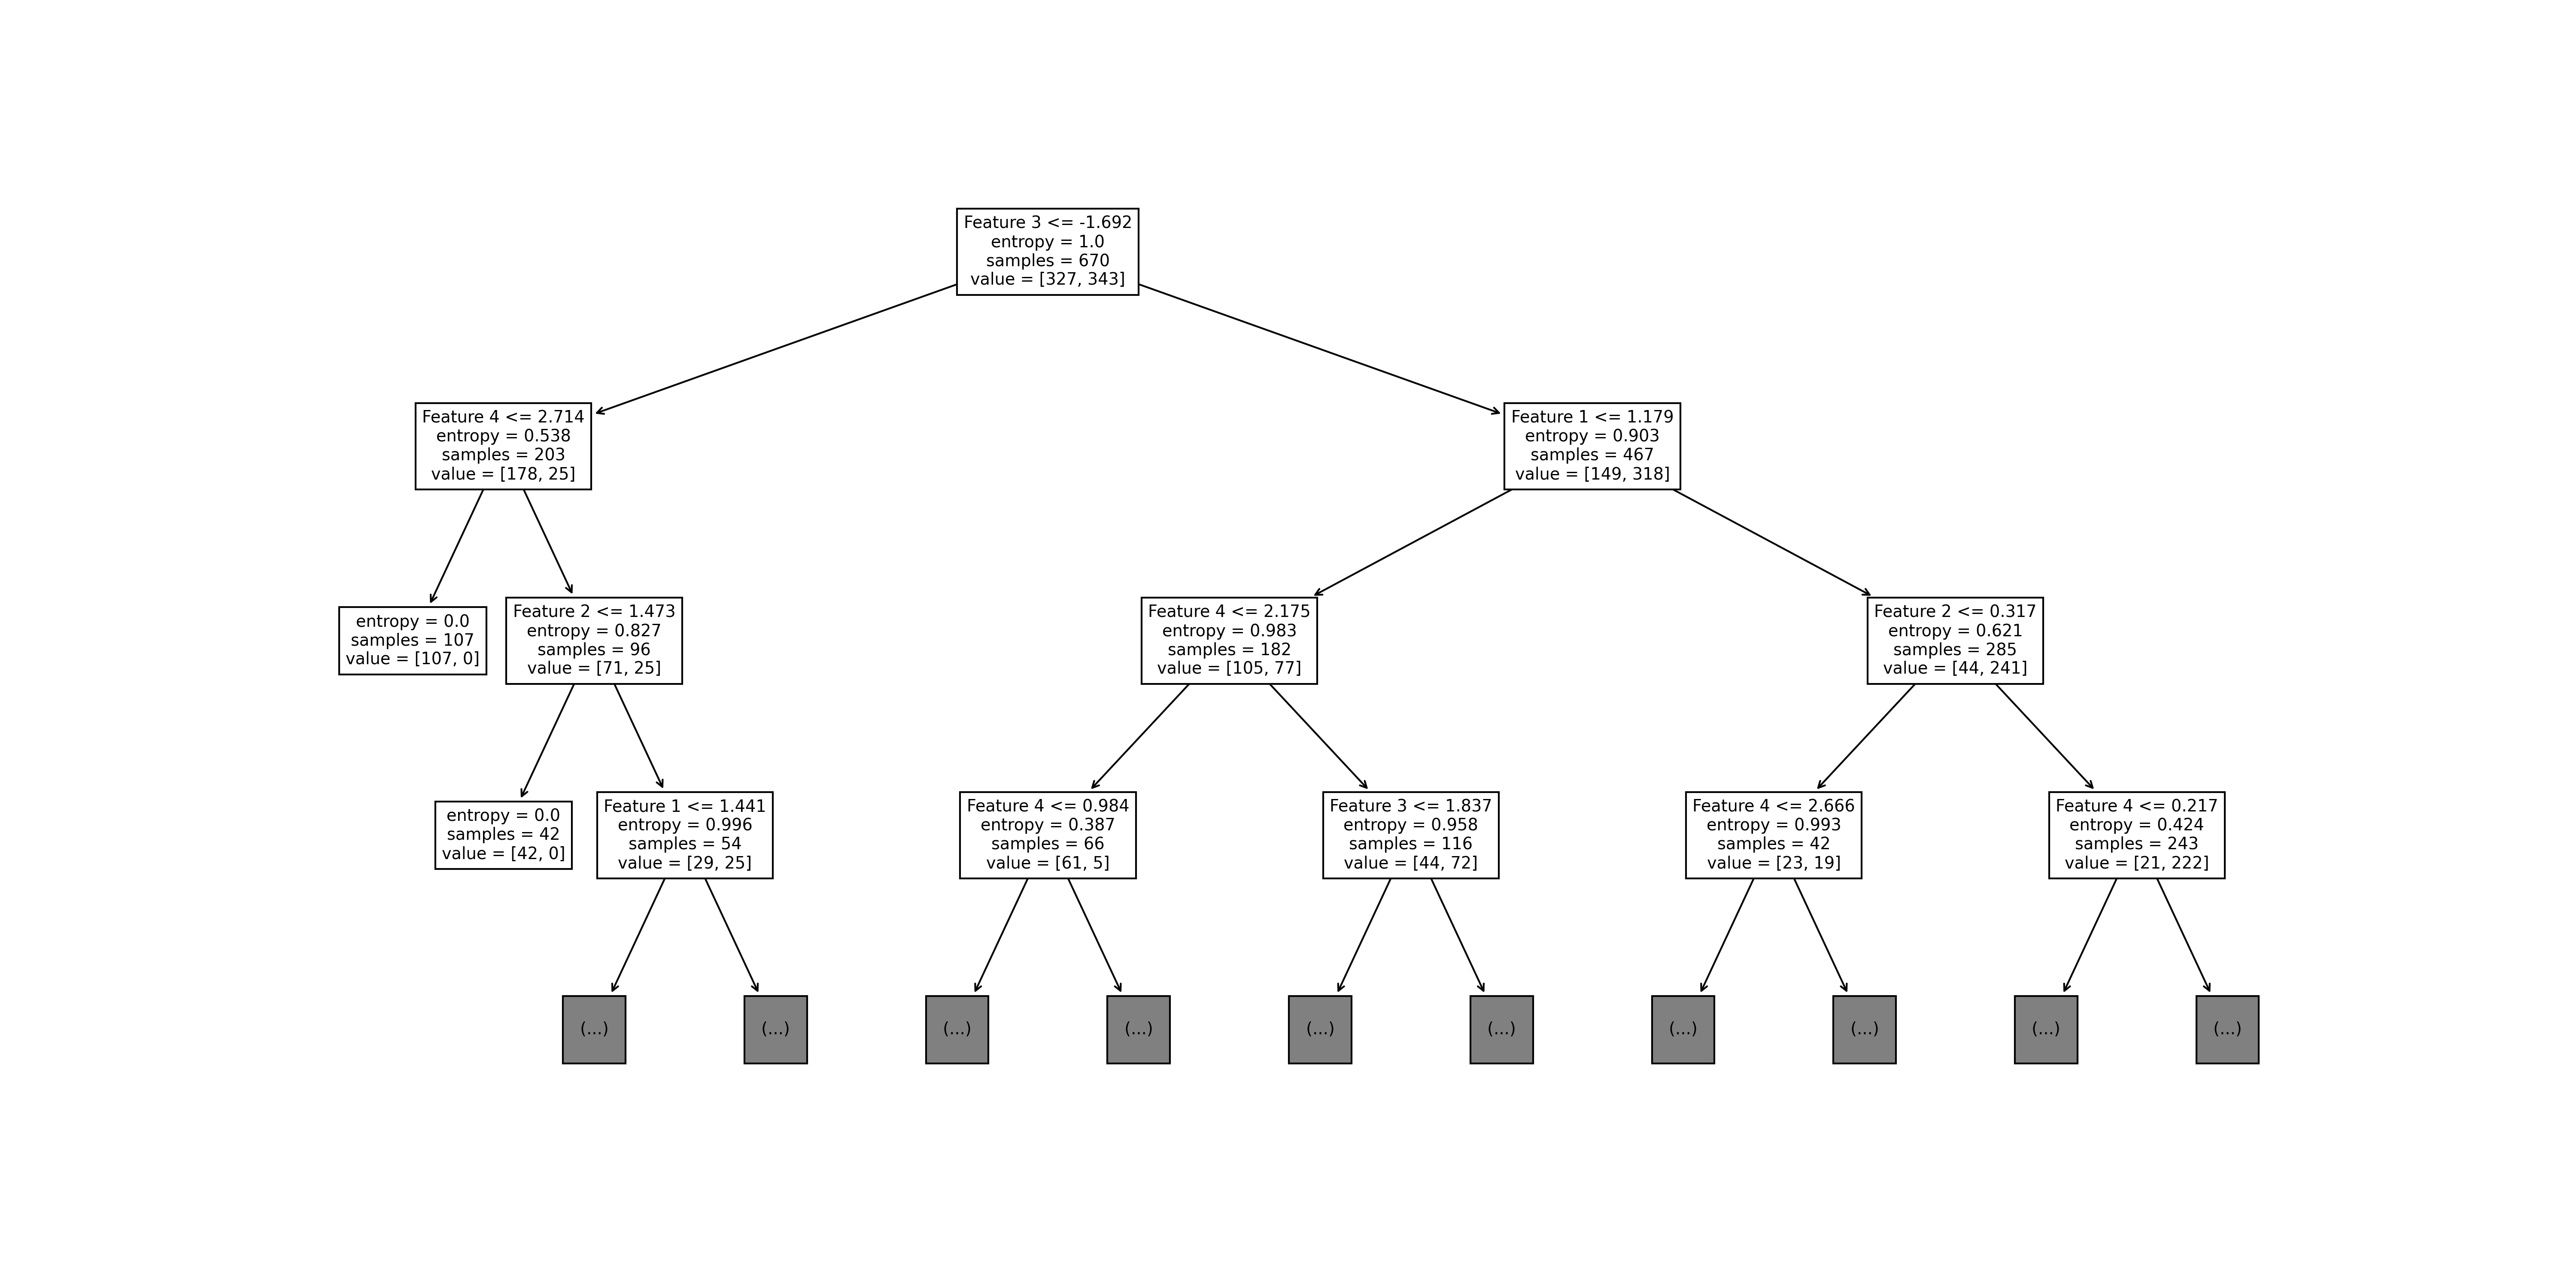 Feature 3 <= -1.692
entropy = 1.0
samples = 670
value = [327, 343]
Feature 4 <= 2.714
entropy = 0.538
samples = 203
value = [178, 25]
Feature 1 <= 1.179
entropy = 0.903
samples = 467
value = [149, 318]
entropy = 0.0
samples = 107
value = [107, 0]
Feature 2 <= 1.473
entropy = 0.827
samples = 96
value = [71, 25]
Feature 4 <= 2.175
entropy = 0.983
samples = 182
value = [105, 77]
Feature 2 <= 0.317
entropy = 0.621
samples = 285
value = [44, 241]
entropy = 0.0
samples = 42
value = [42, 0]
Feature 1 <= 1.441
entropy = 0.996
samples = 54
value = [29, 25]
Feature 4 <= 0.984
entropy = 0.387
samples = 66
value = [61, 5]
Feature 3 <= 1.837
entropy = 0.958
samples = 116
value = [44, 72]
Feature 4 <= 2.666
entropy = 0.993
samples = 42
value = [23, 19]
Feature 4 <= 0.217
entropy = 0.424
samples = 243
value = [21, 222]
(...)
(...)
(...)
(...)
(...)
(...)
(...)
(...)
(...)
(...)